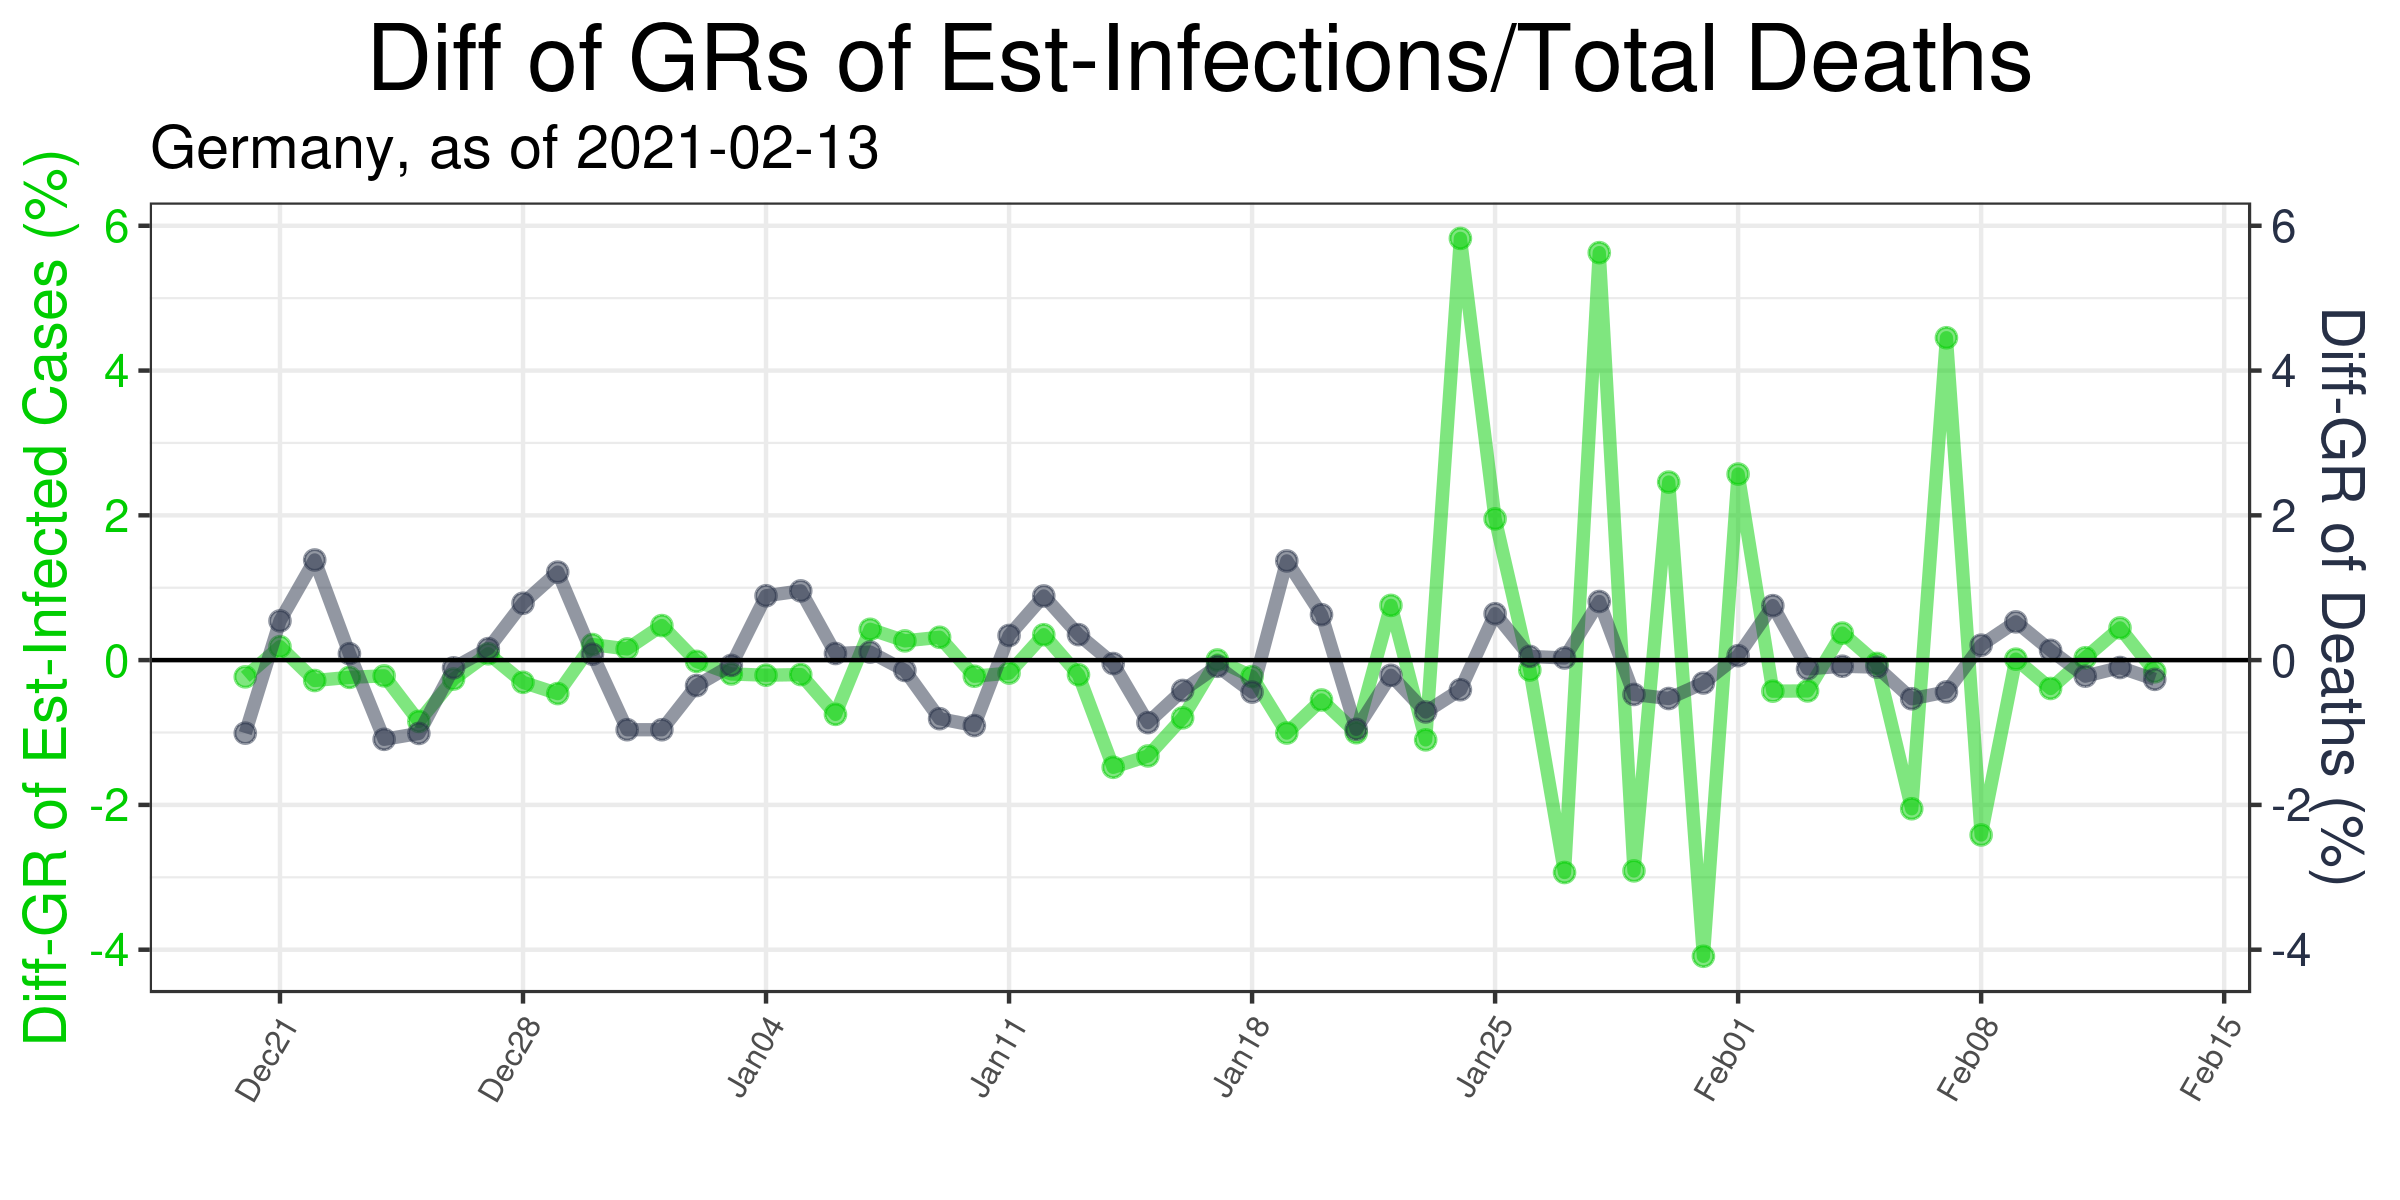 Diff of GRs of Est-Infections/Total Deaths
Germany, as of 2021-02-13
Diff-GR of Est-Infected Cases (%)
6
4
2
0
-2
-4
6
4
2
0
-2
-4
Diff-GR of Deaths (%)
Dec21
Dec28
Jan04
Jan11
Jan18
Jan25
Feb01
Feb08
Feb15